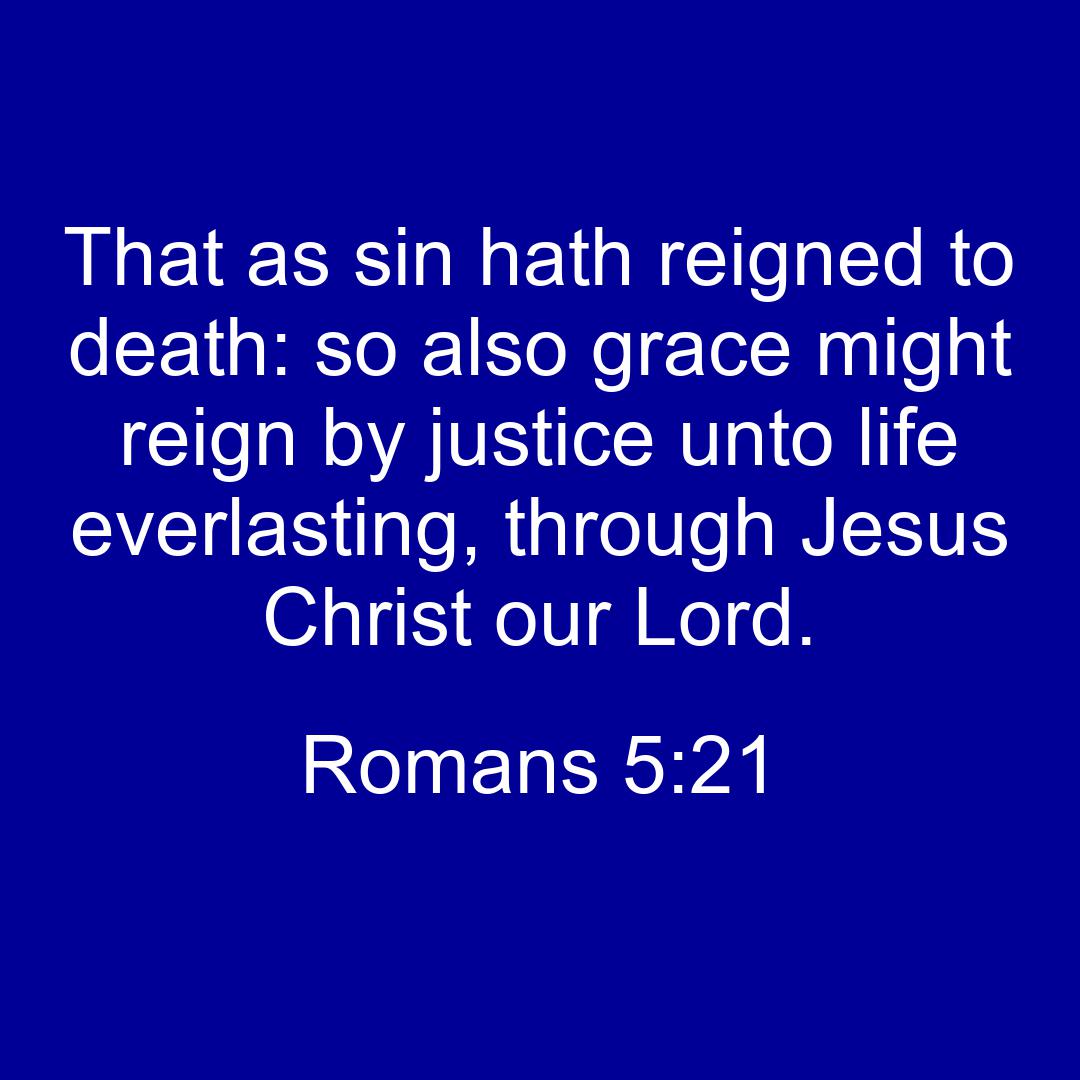 That as sin hath reigned to
death: so also grace might
reign by justice unto life
everlasting, through Jesus
Christ our Lord.
Romans 5:21